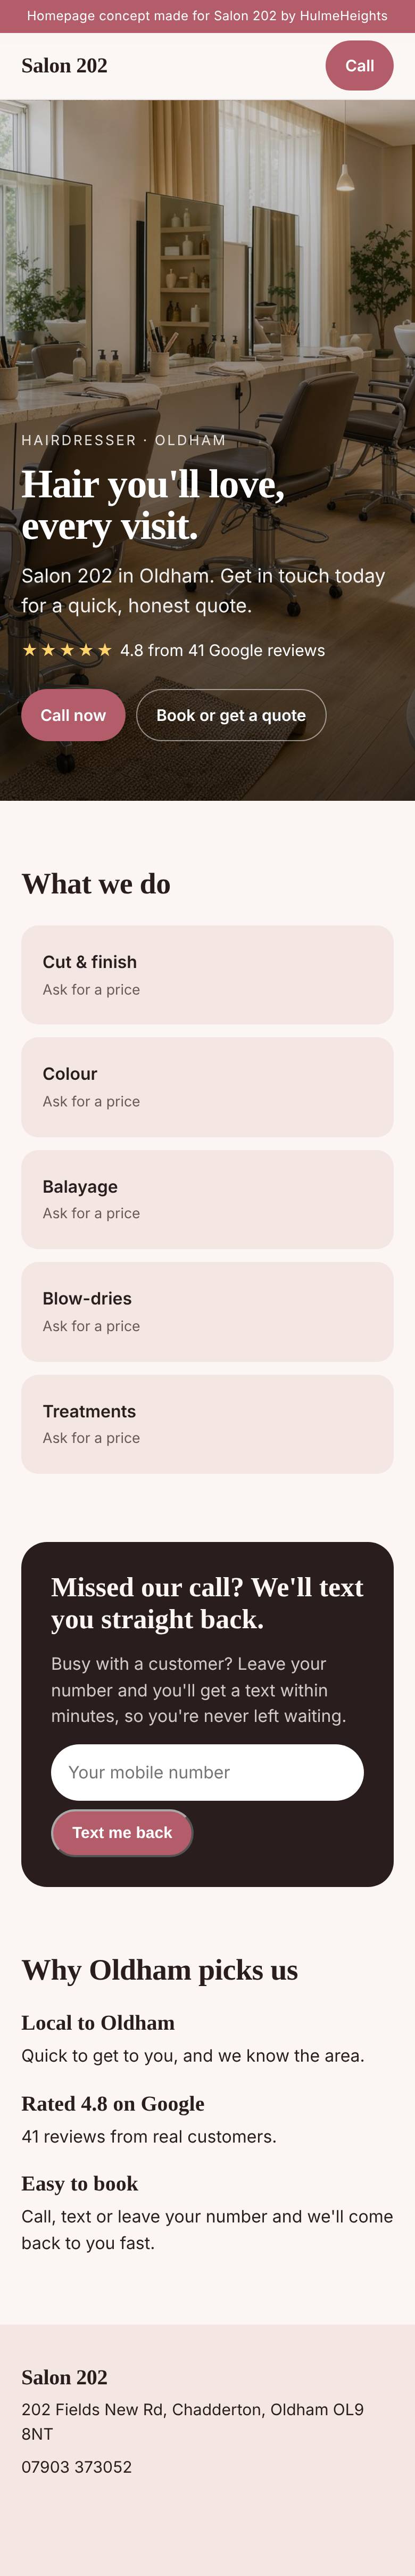 Homepage concept made for Salon 202 by HulmeHeights
Salon 202
Call
HAIRDRESSER · OLDHAM
Hair you'll love,
every visit.
Salon 202 in Oldham. Get in touch today
for a quick, honest quote.
★★★★★ 4.8 from 41 Google reviews
Call now
Book or get a quote
What we do
Cut & finish
Ask for a price
Colour
Ask for a price
Balayage
Ask for a price
Blow-dries
Ask for a price
Treatments
Ask for a price
Missed our call? We'll text
you straight back.
Busy with a customer? Leave your
number and you'll get a text within
minutes, so you're never left waiting.
Your mobile number
Text me back
Why Oldham picks us
Local to Oldham
Quick to get to you, and we know the area.
Rated 4.8 on Google
41 reviews from real customers.
Easy to book
Call, text or leave your number and we'll come
back to you fast.
Salon 202
202 Fields New Rd, Chadderton, Oldham OL9
8NT
07903 373052